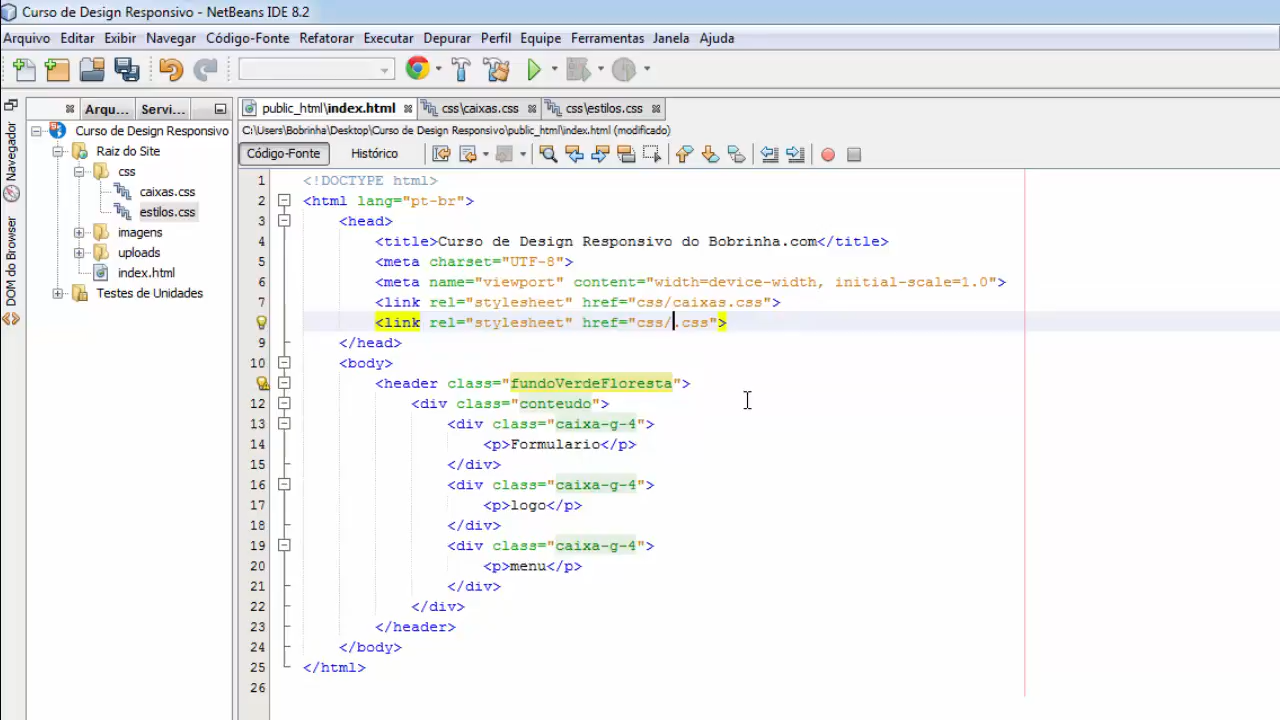 Curso de Design Responsivo - NetBeans IDE 8.2
Arquivo Editar Exibir Navegar Código-Fonte Refatorar Executar Depurar Perfil Equipe Ferramentas Janela Ajuda
Arqu... Servi... public_html\index.html css\caixas.css css\estilos.css
Navegador
DOM do Browser
Curso de Design Responsivo
Raiz do Site
css
caixas.css
estilos.css
imagens
uploads
index.html
Testes de Unidades
C:\Users\Bobrinha\Desktop\Curso de Design Responsivo\public_html\index.html (modificado)
Código-Fonte Histórico
1 <!DOCTYPE html>
2 <html lang="pt-br">
3 <head>
4 <title>Curso de Design Responsivo do Bobrinha.com</title>
5 <meta charset="UTF-8">
6 <meta name="viewport" content="width=device-width, initial-scale=1.0">
7 <link rel="stylesheet" href="css/caixas.css">
<link rel="stylesheet" href="css/.css">
9 </head>
10 <body>
<header class="fundoVerdeFloresta">
12 <div class="conteudo">
13 <div class="caixa-g-4">
14 <p>Formulario</p>
15 </div>
16 <div class="caixa-g-4">
17 <p>logo</p>
18 </div>
19 <div class="caixa-g-4">
20 <p>menu</p>
21 </div>
22 </div>
23 </header>
24 </body>
25 </html>
26